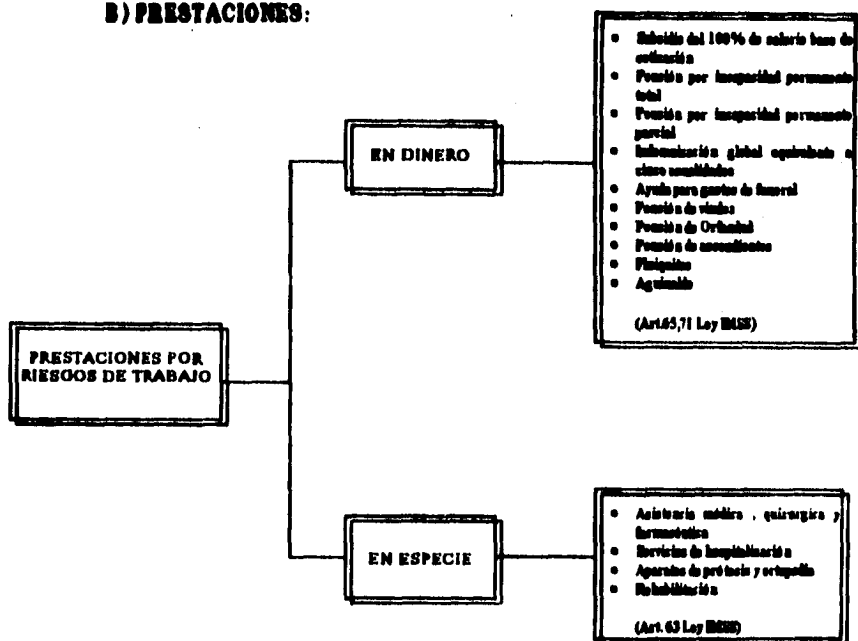 B) PRESTACIONES:
PRESTACIONES POR
RIESGOS DE TRABAJO
EN DINERO
• Subsidio del 100% de salario base de
cotización
• Pensión por incapacidad permanente
total
• Pensión por incapacidad permanente
parcial
• Indemnización global equivalente a
cinco anualidades
• Ayuda para gastos de funeral
• Pensión de viudez
• Pensión de Orfandad
• Pensión de ascendientes
• Finiquitos
• Aguinaldo
(Art.65,71 Ley IMSS)
EN ESPECIE
• Asistencia médica , quirurgica y
farmacéutica
• Servicios de hospitalización
• Aparatos de prótesis y ortopedia
• Rehabilitación
(Art. 63 Ley IMSS)